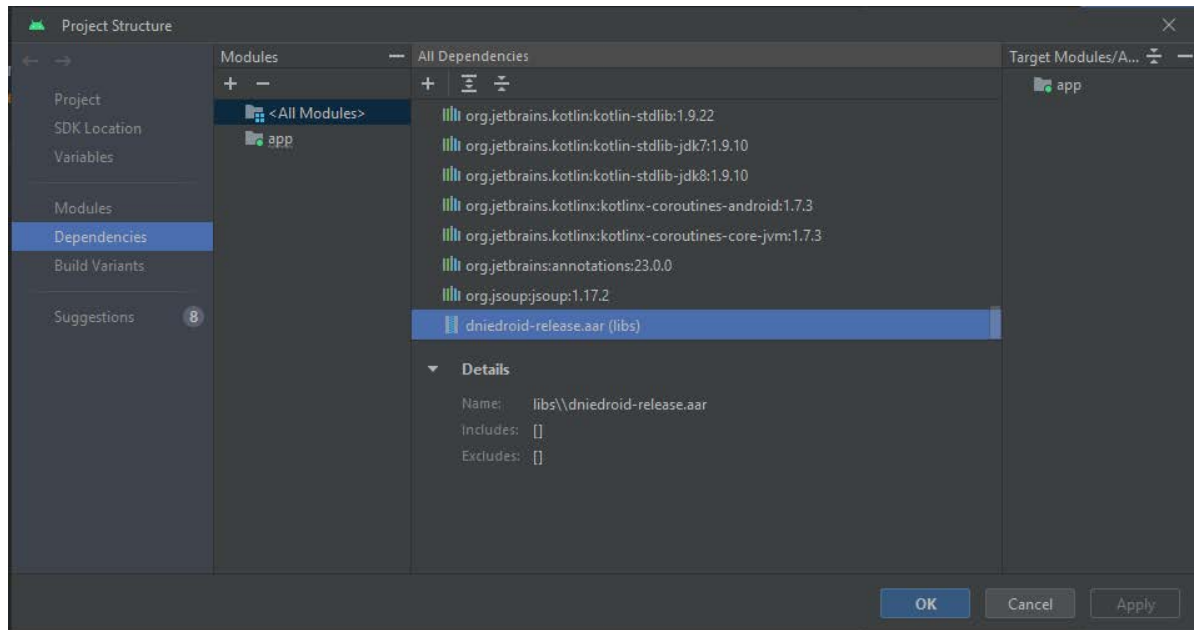 Project Structure
Project
SDK Location
Variables
Modules
Dependencies
Build Variants
Suggestions
8
Modules
<All Modules>
app
All Dependencies
org.jetbrains.kotlin:kotlin-stdlib:1.9.22
org.jetbrains.kotlin:kotlin-stdlib-jdk7:1.9.10
org.jetbrains.kotlin:kotlin-stdlib-jdk8:1.9.10
org.jetbrains.kotlinx:kotlinx-coroutines-android:1.7.3
org.jetbrains.kotlinx:kotlinx-coroutines-core-jvm:1.7.3
org.jetbrains:annotations:23.0.0
org.jsoup:jsoup:1.17.2
dniedroid-release.aar (libs)
Details
Name: libs\\dniedroid-release.aar
Includes: []
Excludes: []
Target Modules/A...
app
OK
Cancel
Apply